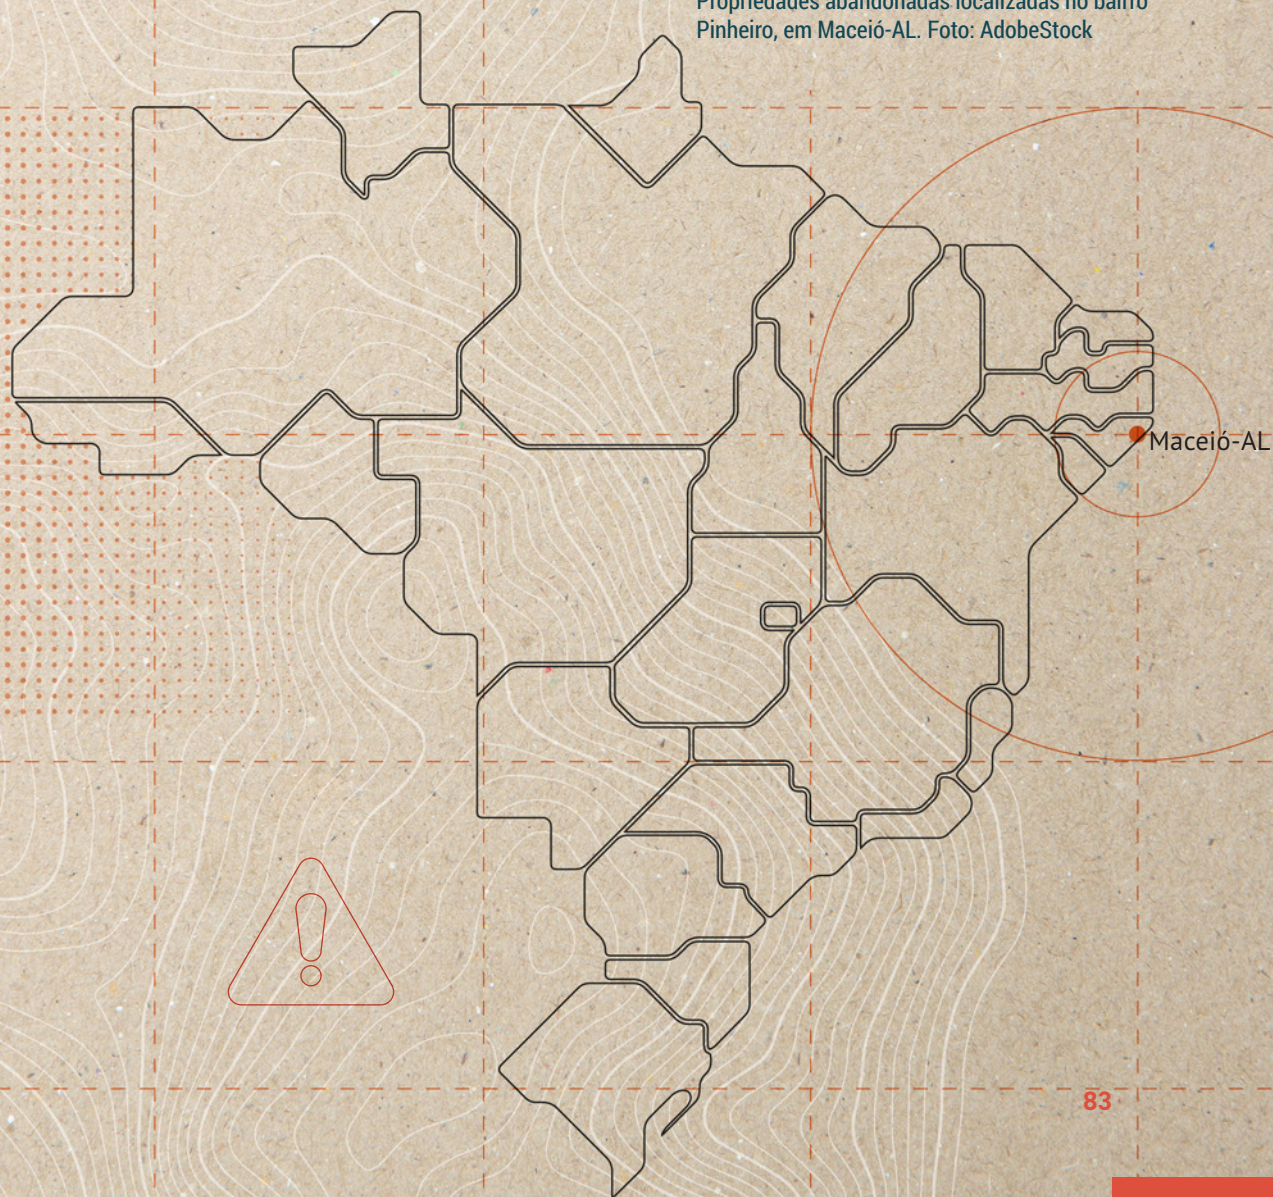 Propriedades abandonadas localizadas no bairro
Pinheiro, em Maceió-AL. Foto: AdobeStock
Maceió-AL
83